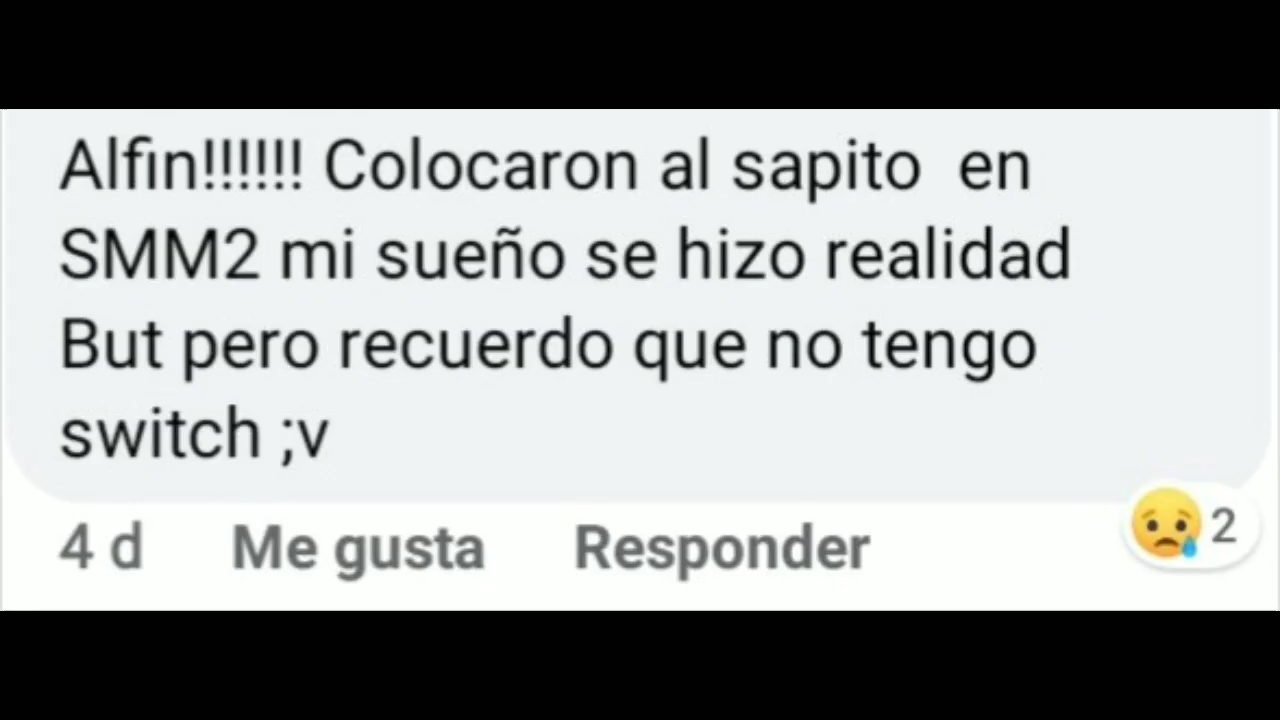 Alfin!!!!!! Colocaron al sapito  en
SMM2 mi sueño se hizo realidad
But pero recuerdo que no tengo
switch ;v
4 d Me gusta Responder 2